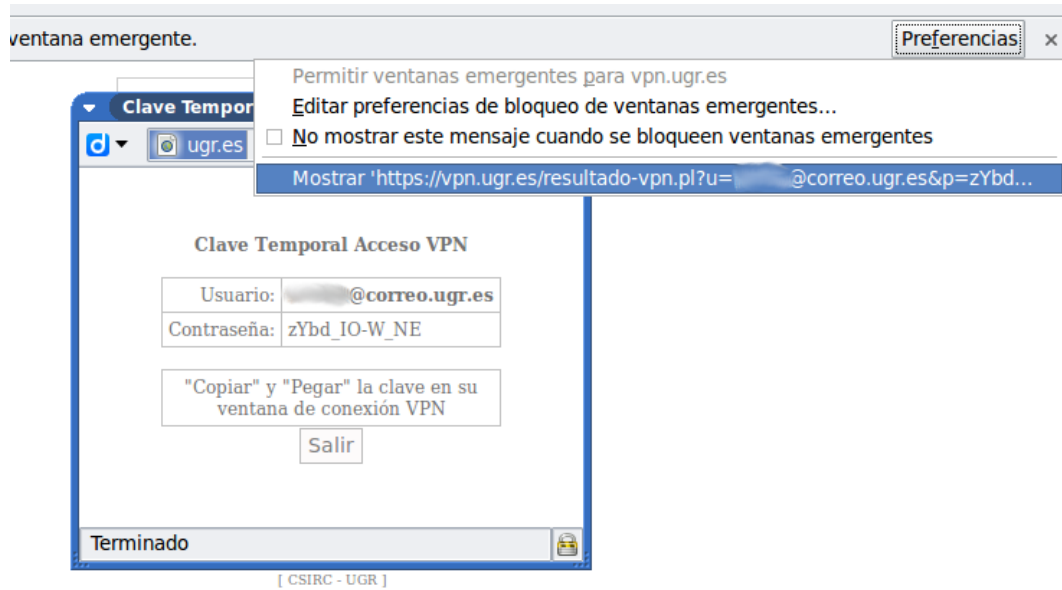 ventana emergente.
Preferencias
Permitir ventanas emergentes para vpn.ugr.es
Editar preferencias de bloqueo de ventanas emergentes...
No mostrar este mensaje cuando se bloqueen ventanas emergentes
Mostrar 'https://vpn.ugr.es/resultado-vpn.pl?u= @correo.ugr.es&p=zYbd...
Clave Tempor
ugr.es
Clave Temporal Acceso VPN
Usuario: @correo.ugr.es
Contraseña: zYbd_IO-W_NE
"Copiar" y "Pegar" la clave en su
ventana de conexión VPN
Salir
Terminado
[ CSIRC - UGR ]